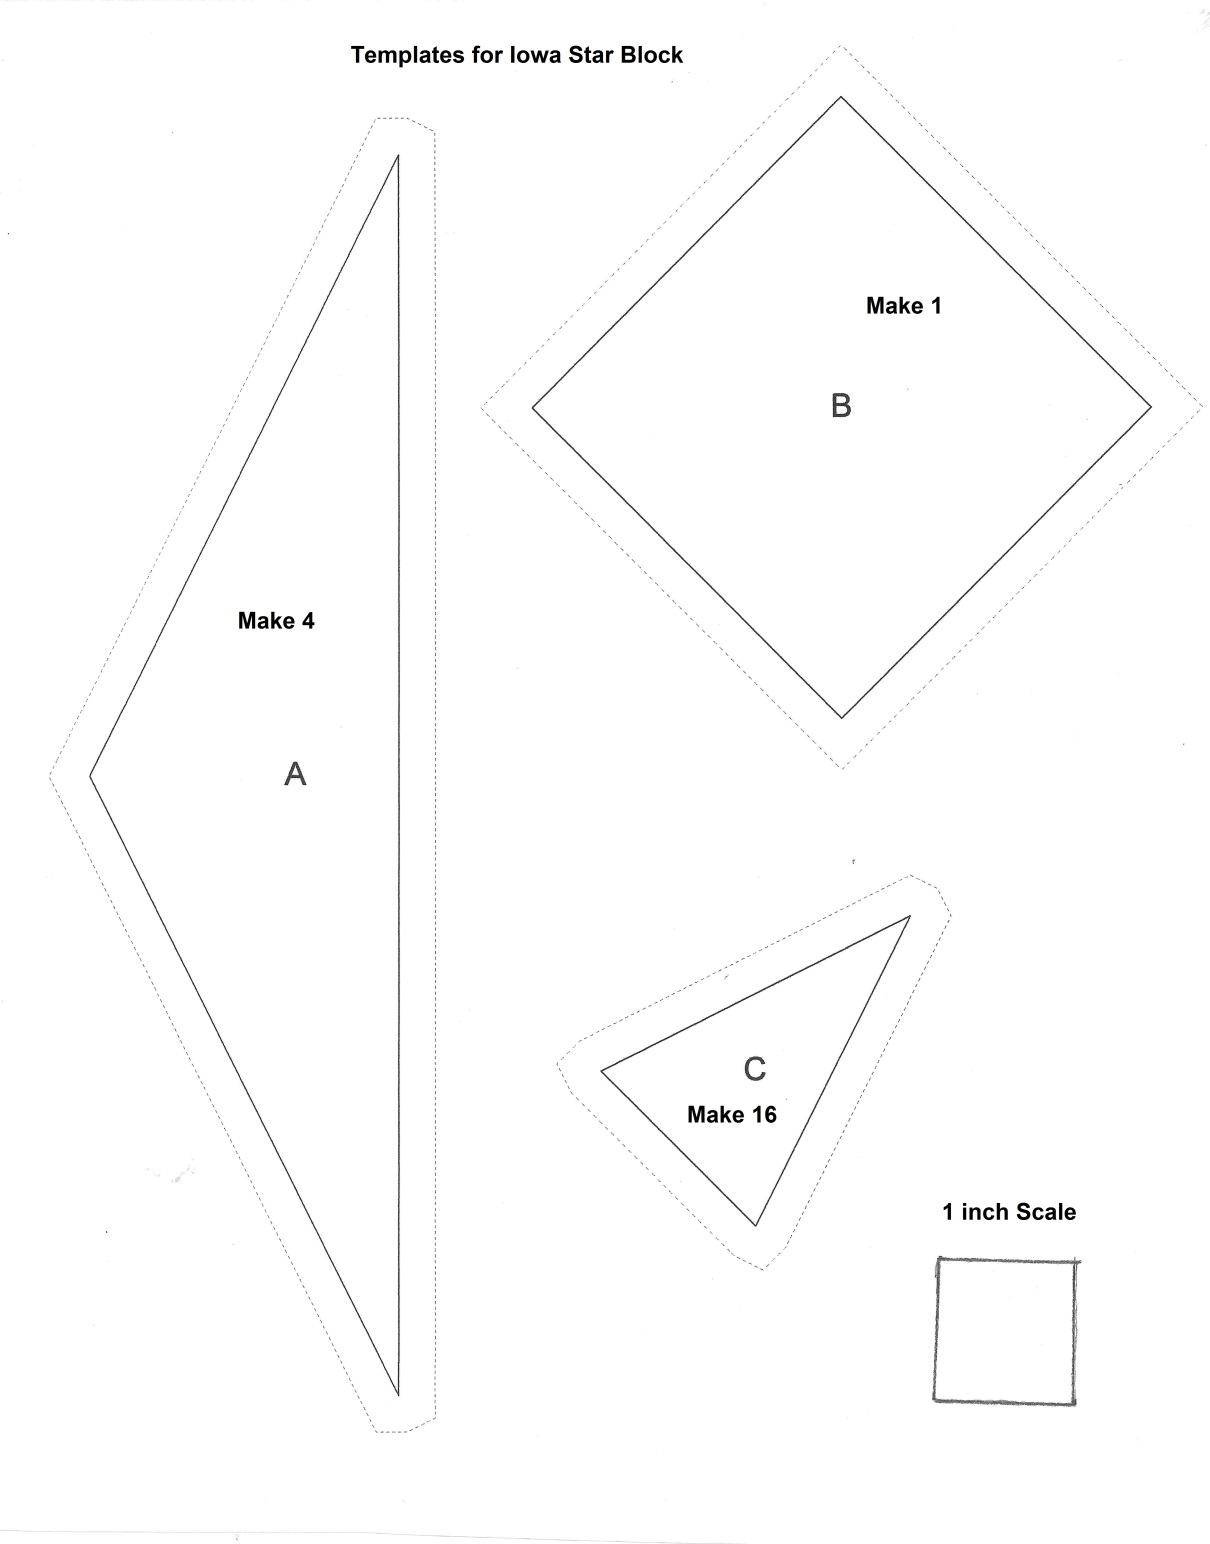 Templates for Iowa Star Block
Make 1
B
Make 4
A
C
Make 16
1 inch Scale